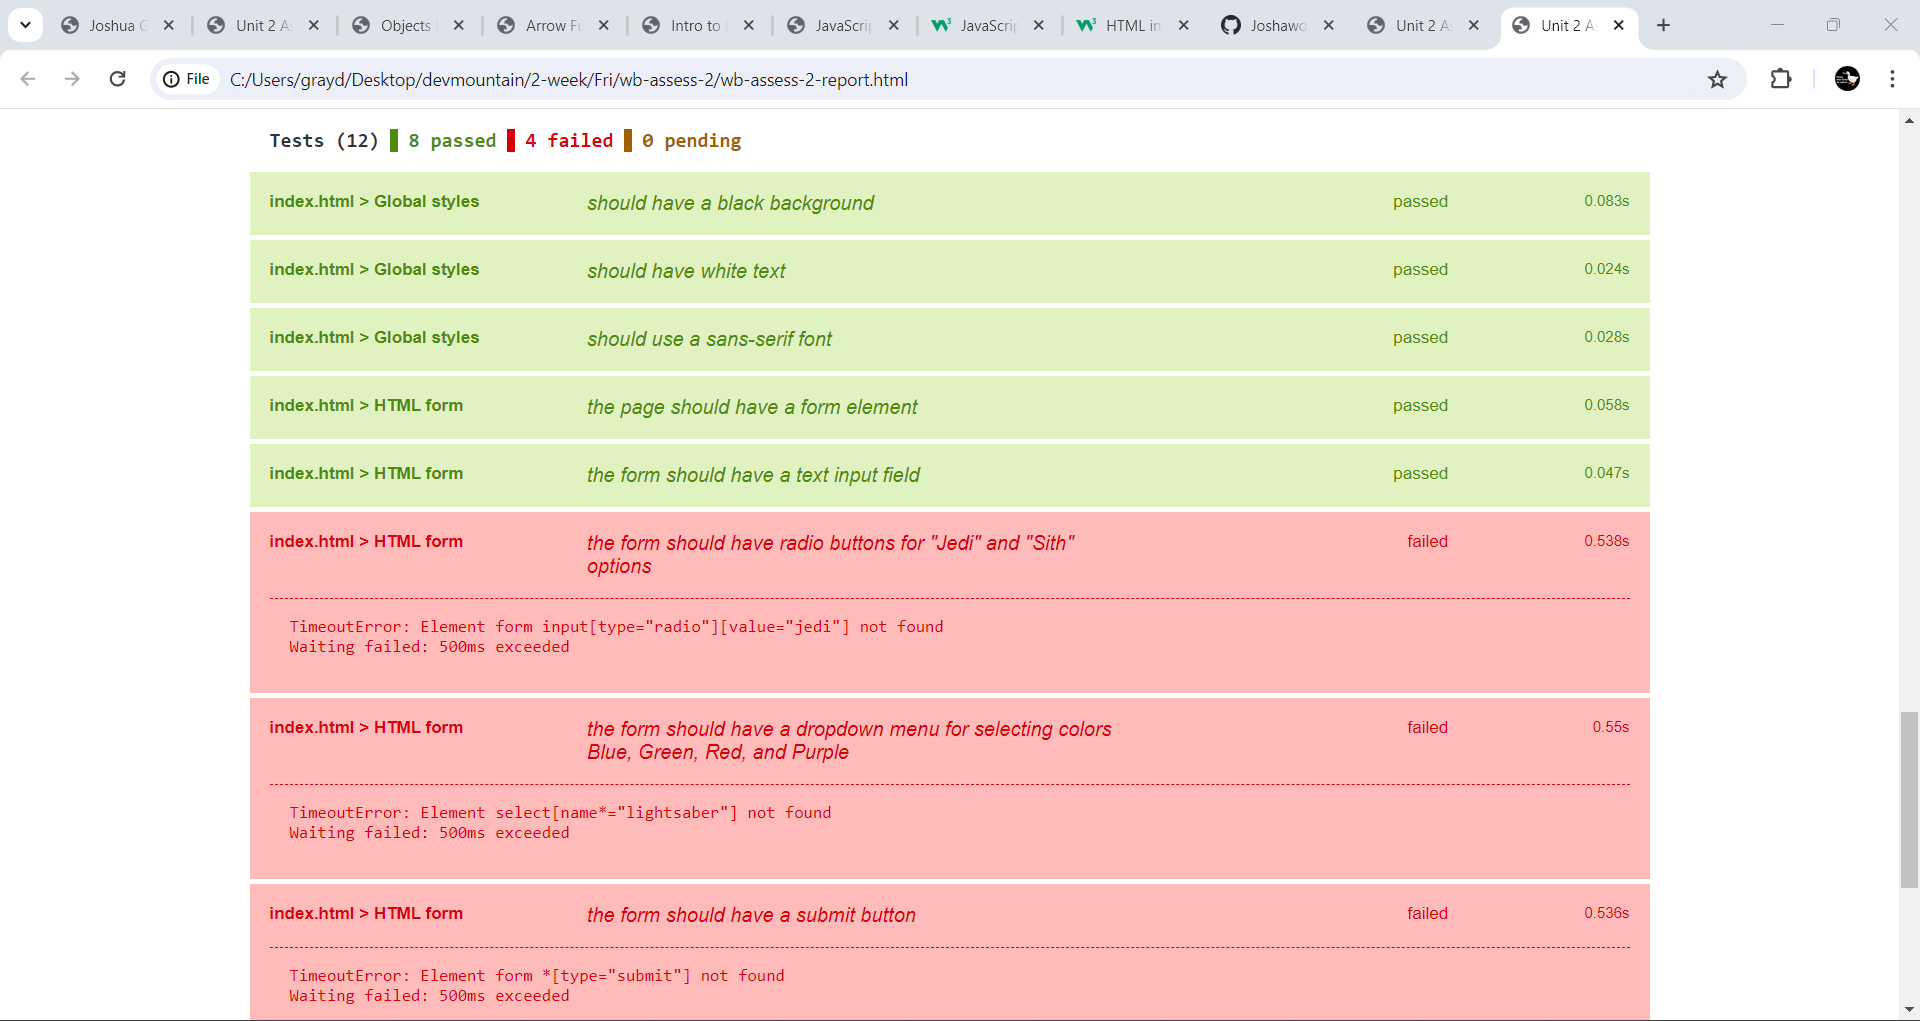 Joshua G
Unit 2 A
Objects
Arrow Fu
Intro to
JavaScrip
JavaScrip
HTML in
Joshawo
Unit 2 A
Unit 2 A
File
C:/Users/grayd/Desktop/devmountain/2-week/Fri/wb-assess-2/wb-assess-2-report.html
Tests (12) 8 passed 4 failed 0 pending
index.html > Global styles should have a black background passed 0.083s
index.html > Global styles should have white text passed 0.024s
index.html > Global styles should use a sans-serif font passed 0.028s
index.html > HTML form the page should have a form element passed 0.058s
index.html > HTML form the form should have a text input field passed 0.047s
index.html > HTML form the form should have radio buttons for "Jedi" and "Sith" failed 0.538s
options
TimeoutError: Element form input[type="radio"][value="jedi"] not found
Waiting failed: 500ms exceeded
index.html > HTML form the form should have a dropdown menu for selecting colors failed 0.55s
Blue, Green, Red, and Purple
TimeoutError: Element select[name*="lightsaber"] not found
Waiting failed: 500ms exceeded
index.html > HTML form the form should have a submit button failed 0.536s
TimeoutError: Element form *[type="submit"] not found
Waiting failed: 500ms exceeded